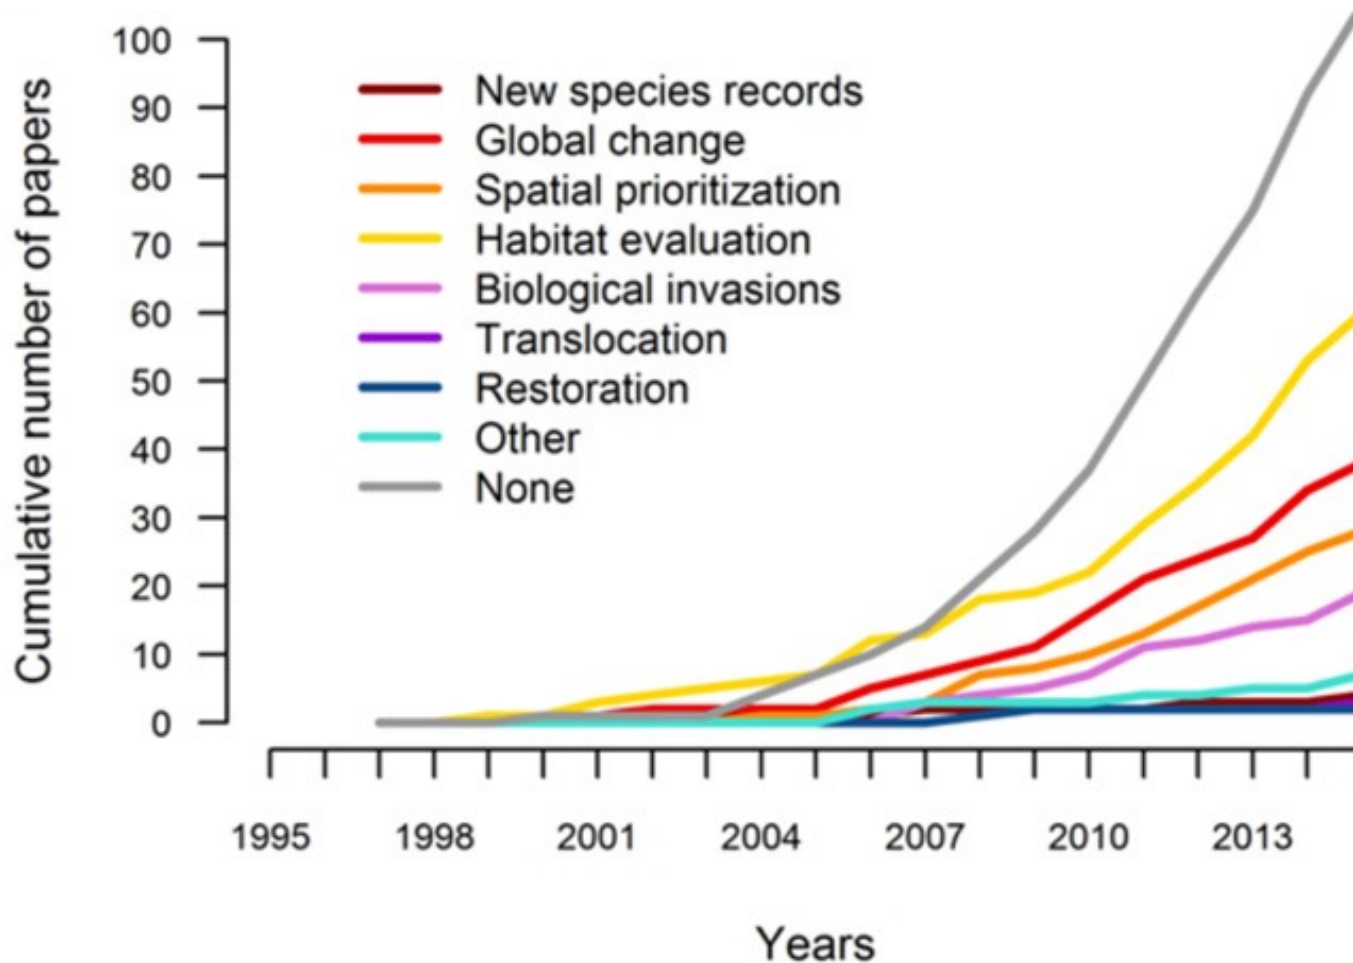 Cumulative number of papers
100
90
80
70
60
50
40
30
20
10
0
New species records
Global change
Spatial prioritization
Habitat evaluation
Biological invasions
Translocation
Restoration
Other
None
1995 1998 2001 2004 2007 2010 2013
Years